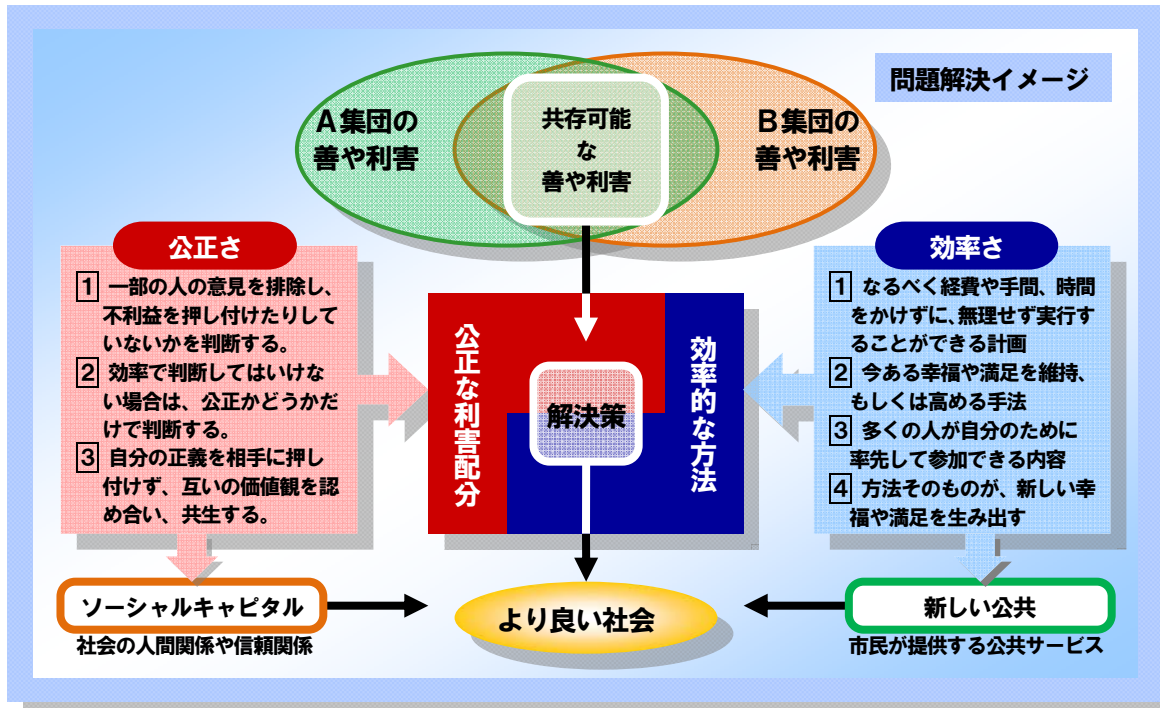 問題解決イメージ
A集団の
善や利害
共存可能
な
善や利害
B集団の
善や利害
公正さ
1 一部の人の意見を排除し、
不利益を押し付けたりして
いないかを判断する。
2 効率で判断してはいけな
い場合は、公正かどうかだ
けで判断する。
3 自分の正義を相手に押し
付けず、互いの価値観を認
め合い、共生する。
公正な利害配分
解決策
効率的な方法
効率さ
1 なるべく経費や手間、時間
をかけずに、無理せず実行す
ることができる計画
2 今ある幸福や満足を維持、
もしくは高める手法
3 多くの人が自分のために
率先して参加できる内容
4 方法そのものが、新しい幸
福や満足を生み出す
ソーシャルキャピタル
社会の人間関係や信頼関係
より良い社会
新しい公共
市民が提供する公共サービス